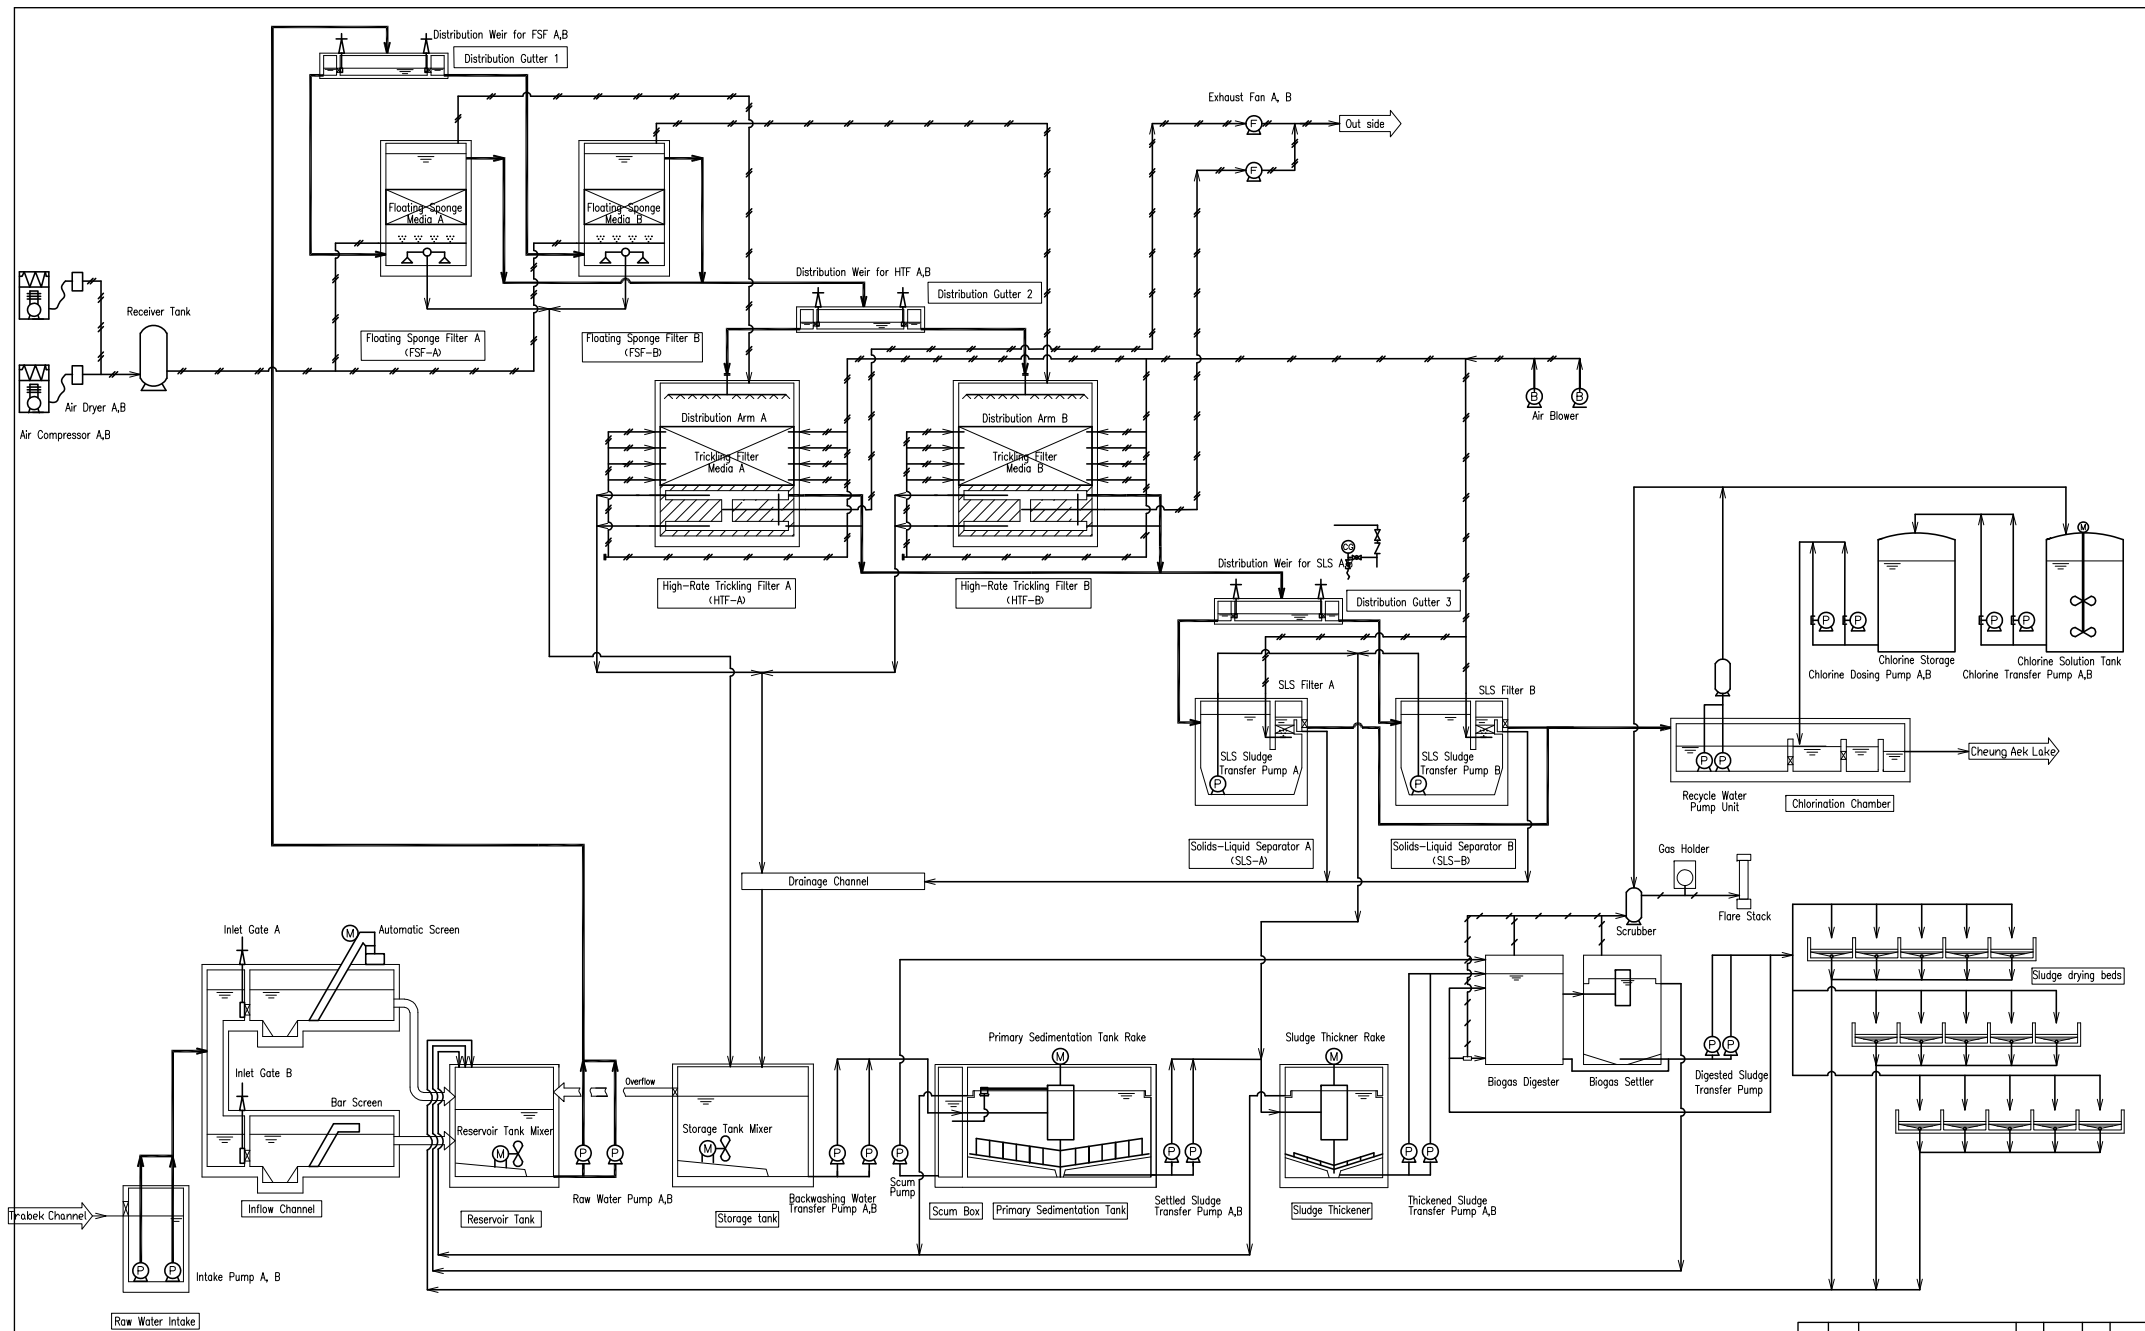 Distribution Weir for FSF A,B
Distribution Gutter 1
Exhaust Fan A, B
F
Out side
F
Floating Sponge
Media A
Floating Sponge
Media B
Distribution Weir for HTF A,B
Distribution Gutter 2
Receiver Tank
Floating Sponge Filter A
(FSF-A)
Floating Sponge Filter B
(FSF-B)
Air Dryer A,B
Air Compressor A,B
B
B
Air Blower
Distribution Arm A
Distribution Arm B
Trickling Filter
Media A
Trickling Filter
Media B
High-Rate Trickling Filter A
(HTF-A)
High-Rate Trickling Filter B
(HTF-B)
CG
Distribution Weir for SLS A,B
Distribution Gutter 3
M
P
P
P
P
Chlorine Storage
Chlorine Solution Tank
Chlorine Dosing Pump A,B
Chlorine Transfer Pump A,B
SLS Filter A
SLS Filter B
SLS Sludge
Transfer Pump A
SLS Sludge
Transfer Pump B
P
P
P
P
Cheung Aek Lake
Recycle Water
Pump Unit
Chlorination Chamber
Solids-Liquid Separator A
(SLS-A)
Solids-Liquid Separator B
(SLS-B)
Gas Holder
Drainage Channel
Flare Stack
Scrubber
Inlet Gate A
M
Automatic Screen
Sludge drying beds
Primary Sedimentation Tank Rake
Sludge Thickner Rake
M
M
P
P
Inlet Gate B
Overflow
Biogas Digester
Biogas Settler
Digested Sludge
Transfer Pump
Bar Screen
Reservoir Tank Mixer
M
Storage Tank Mixer
M
P
P
P
P
P
P
P
P
P
Scum
Pump
Raw Water Pump A,B
Backwashing Water
Transfer Pump A,B
Settled Sludge
Transfer Pump A,B
Thickened Sludge
Transfer Pump A,B
Trabek Channel
Inflow Channel
Reservoir Tank
Storage tank
Scum Box
Primary Sedimentation Tank
Sludge Thickener
P
P
Intake Pump A, B
Raw Water Intake